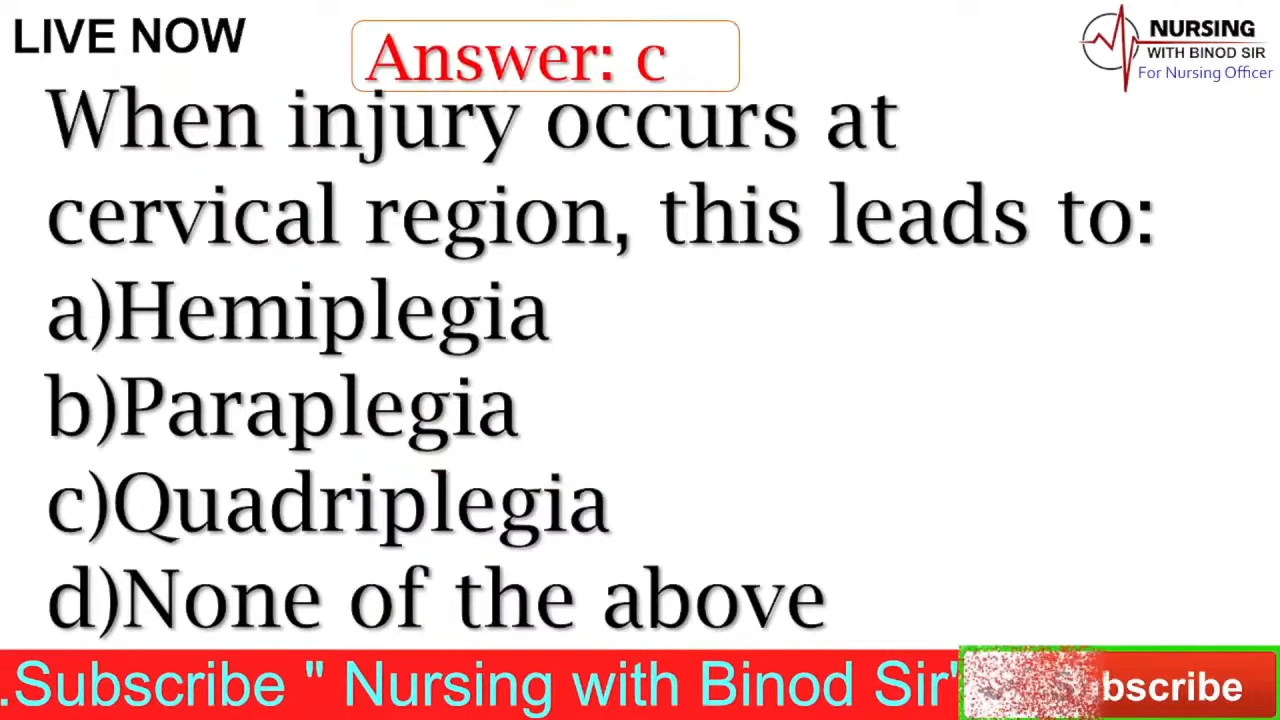 LIVE NOW
Answer: c
NURSING
WITH BINOD SIR
For Nursing Officer
When injury occurs at
cervical region, this leads to:
a)Hemiplegia
b)Paraplegia
c)Quadriplegia
d)None of the above
.Subscribe " Nursing with Binod Sir"
bscribe